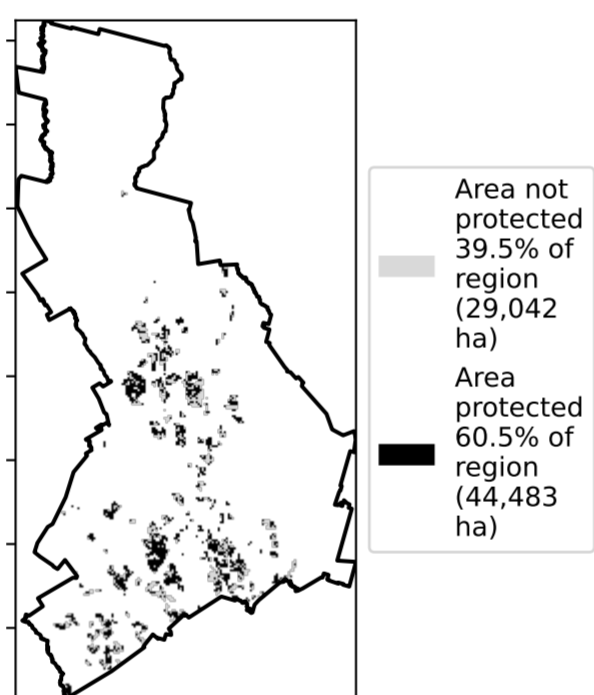 Area not
protected
39.5% of
region
(29,042
ha)
Area
protected
60.5% of
region
(44,483
ha)